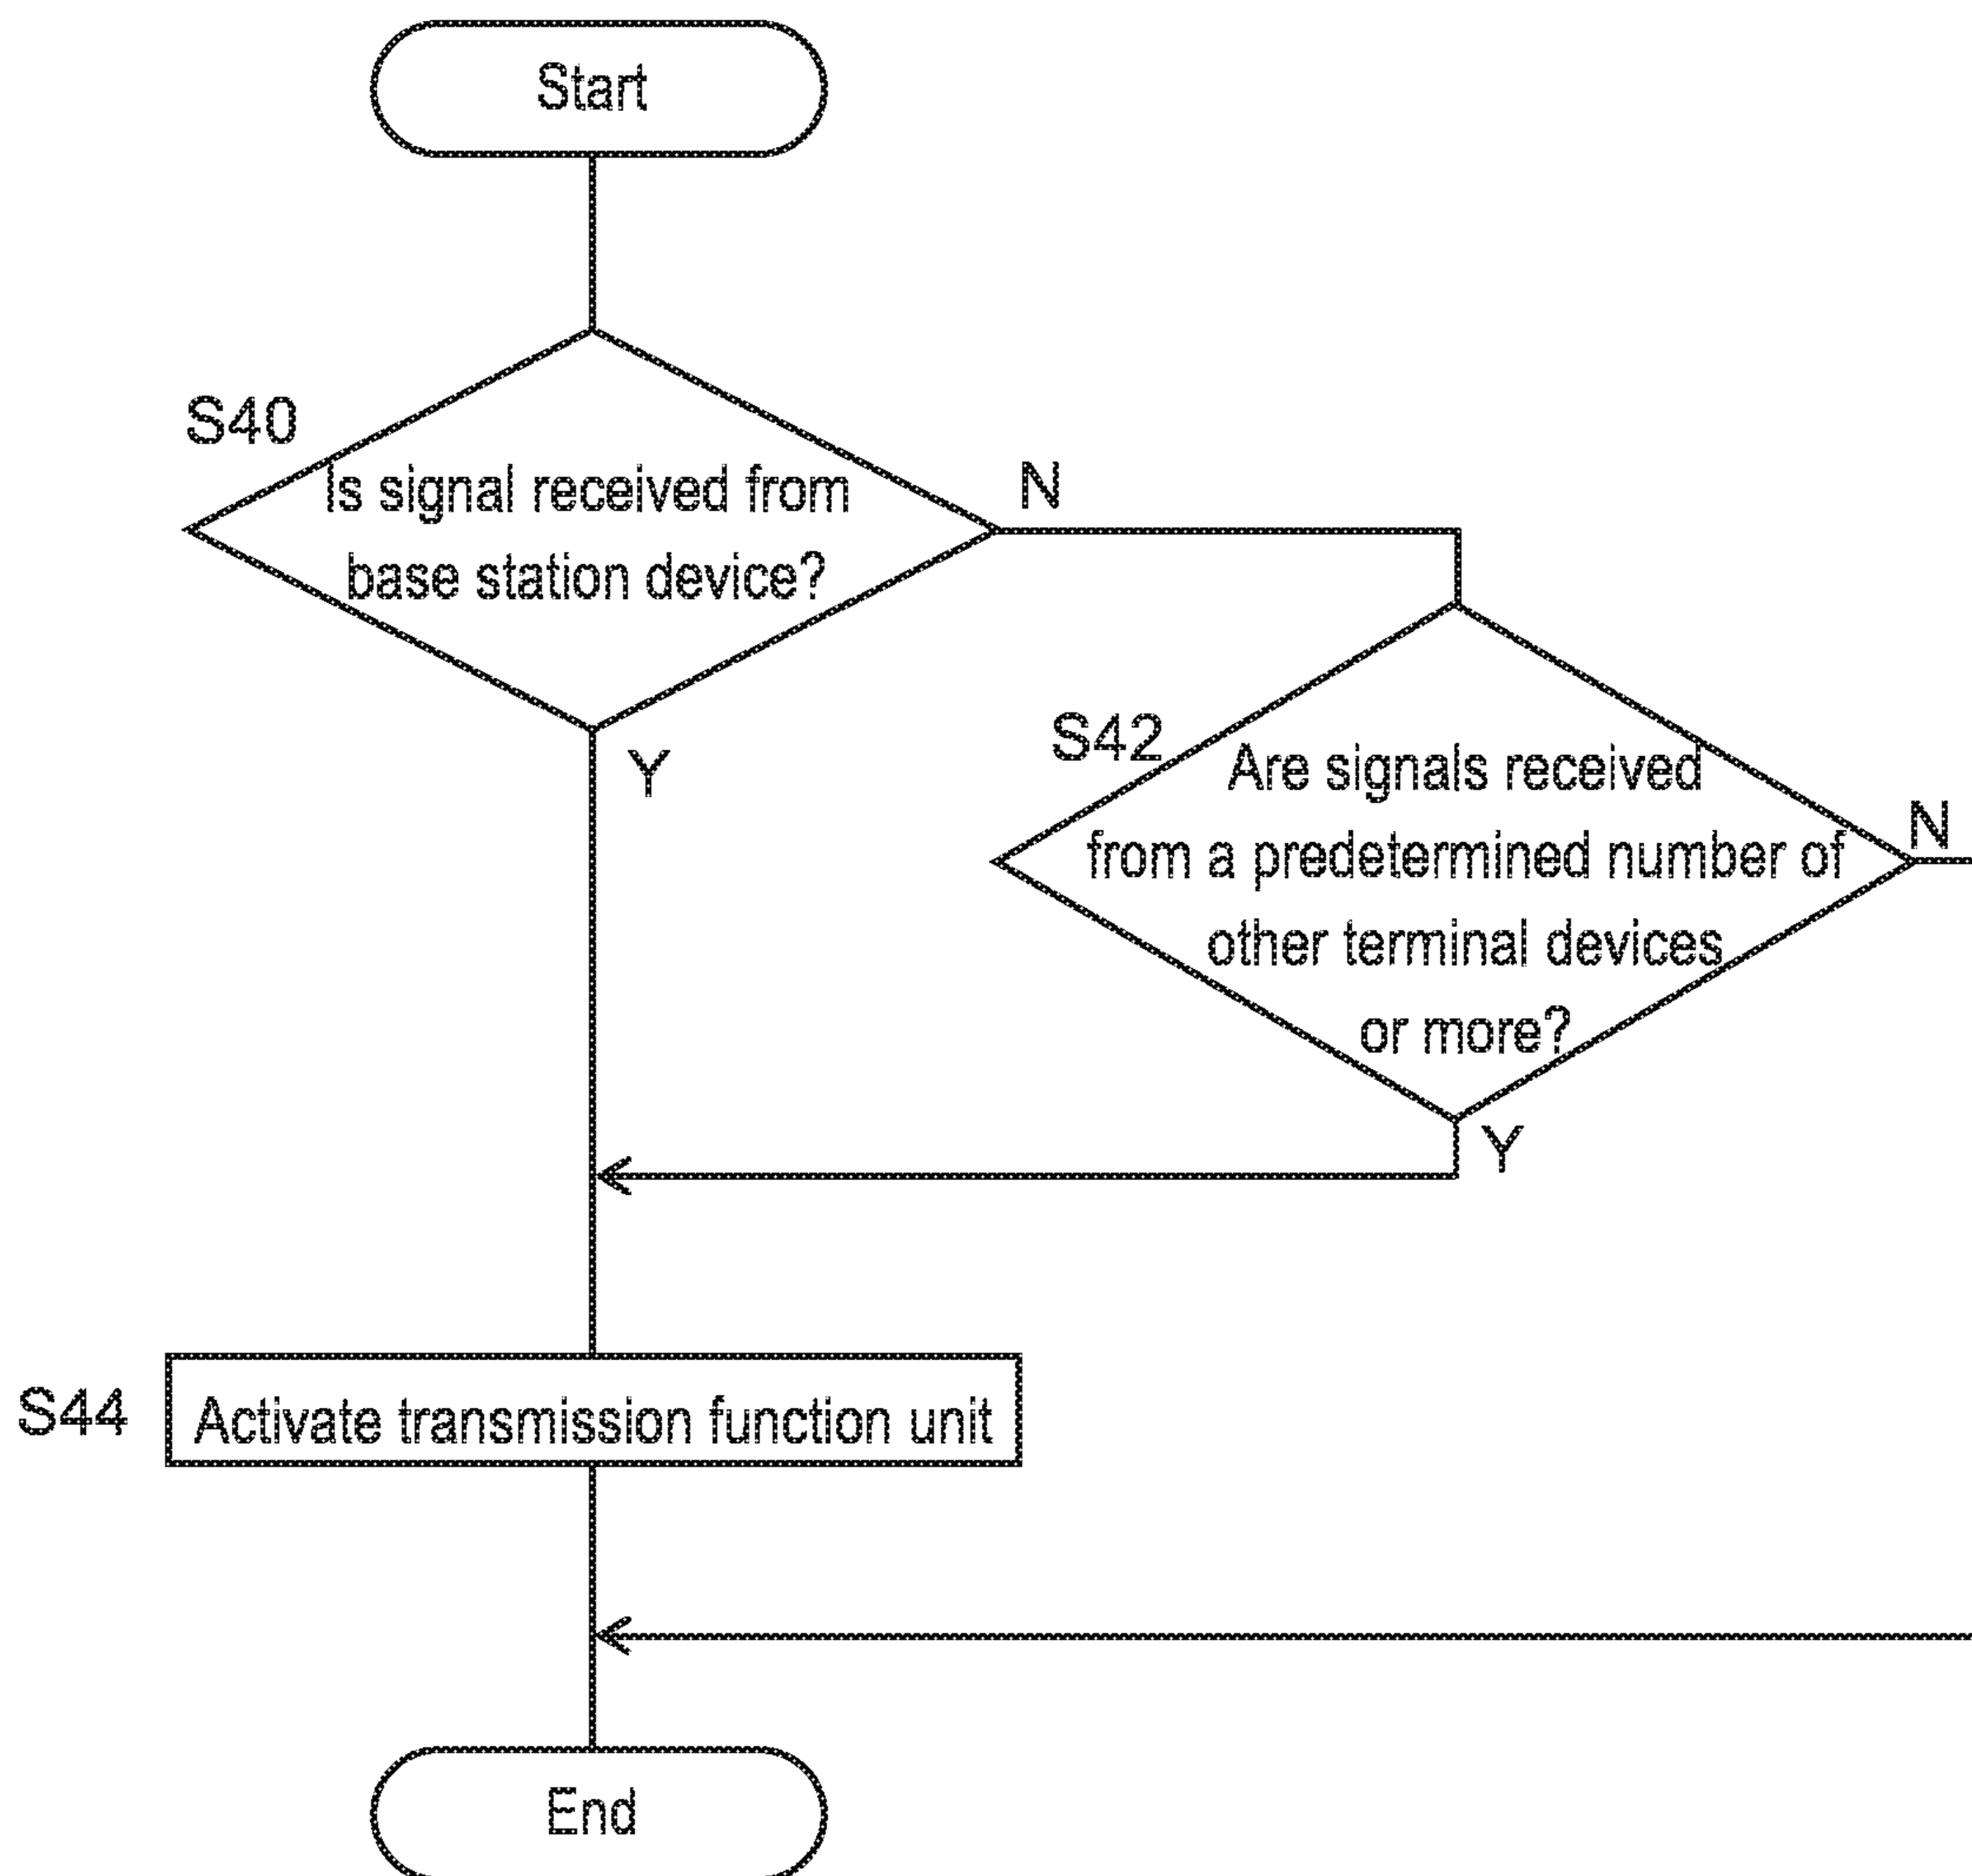 Start
S40
Is signal received from
base station device?
N
Y
S42
Are signals received
from a predetermined number of
other terminal devices
or more?
N
Y
S44
Activate transmission function unit
End